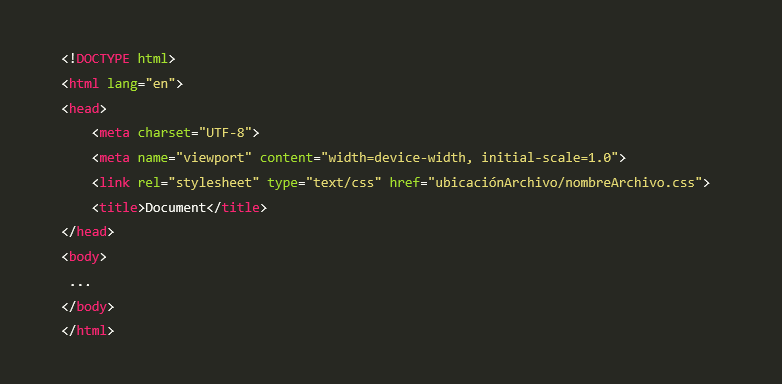 <!DOCTYPE html>
<html lang="en">
<head>
<meta charset="UTF-8">
<meta name="viewport" content="width=device-width, initial-scale=1.0">
<link rel="stylesheet" type="text/css" href="ubicaciónArchivo/nombreArchivo.css">
<title>Document</title>
</head>
<body>
...
</body>
</html>